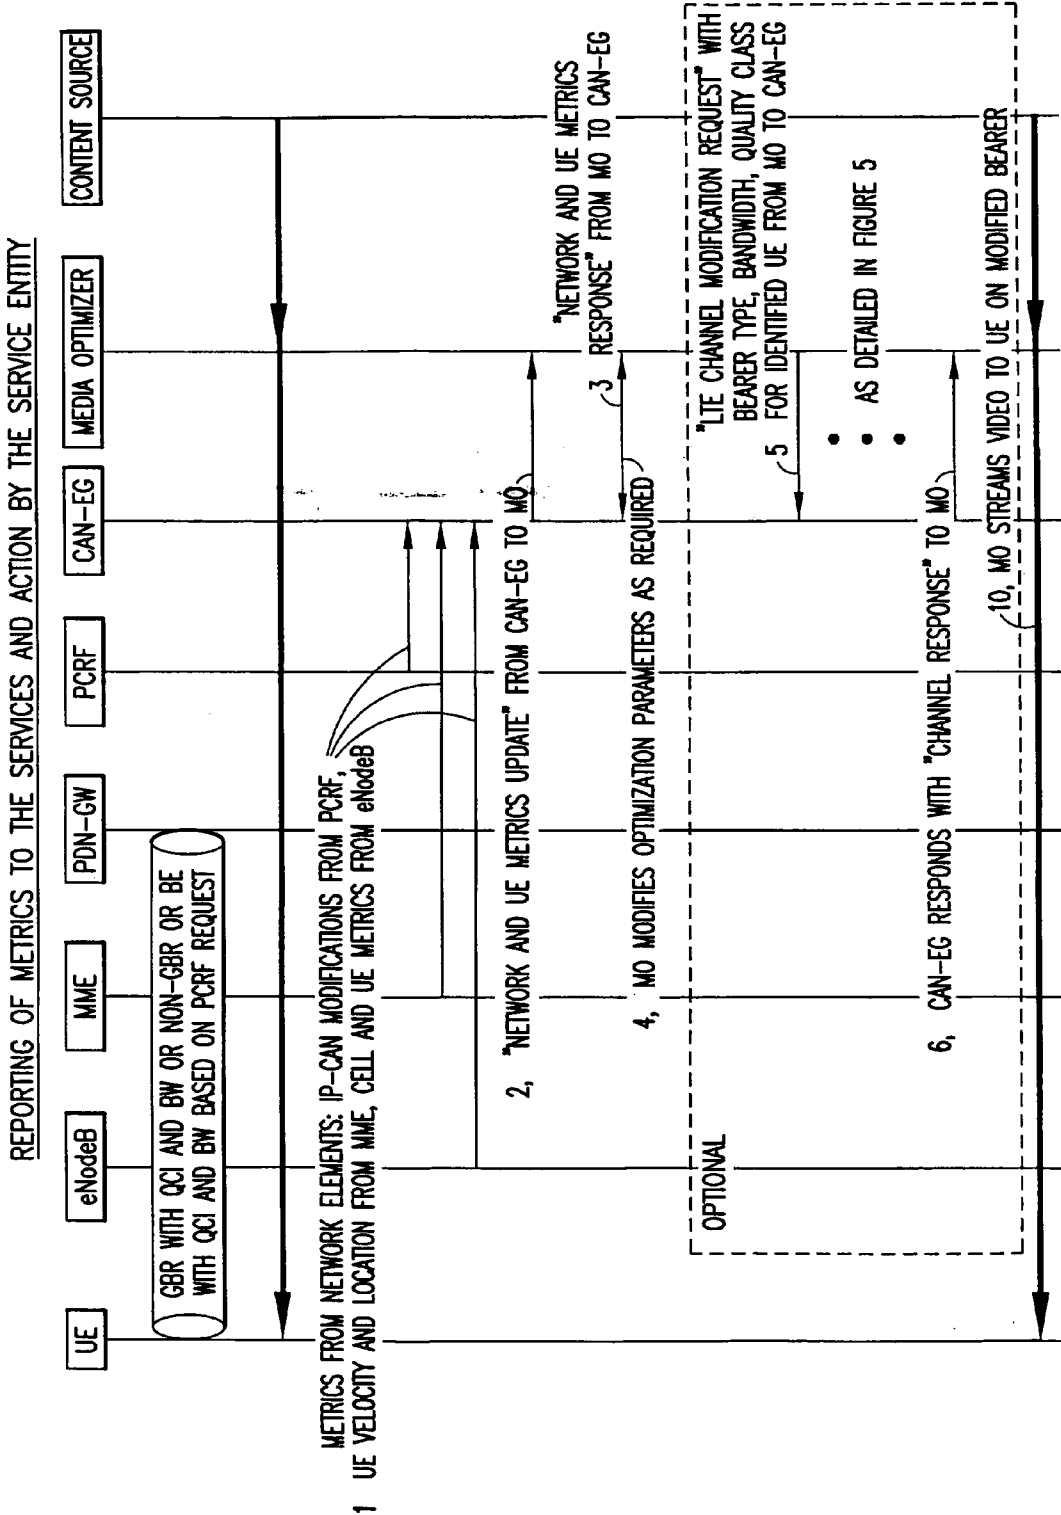 REPORTING OF METRICS TO THE SERVICES AND ACTION BY THE SERVICE ENTITY
UE
eNodeB
MME
PDN-GW
PCRF
CAN-EG
MEDIA OPTIMIZER
CONTENT SOURCE
GBR WITH QCI AND BW OR NON-GBR OR BE
WITH QCI AND BW BASED ON PCRF REQUEST
METRICS FROM NETWORK ELEMENTS: IP-CAN MODIFICATIONS FROM PCRF,
1 UE VELOCITY AND LOCATION FROM MME, CELL AND UE METRICS FROM eNodeB
2, "NETWORK AND UE METRICS UPDATE" FROM CAN-EG TO MO
"NETWORK AND UE METRICS
3 RESPONSE" FROM MO TO CAN-EG
4, MO MODIFIES OPTIMIZATION PARAMETERS AS REQUIRED
OPTIONAL
"LTE CHANNEL MODIFICATION REQUEST" WITH
BEARER TYPE, BANDWIDTH, QUALITY CLASS
5 FOR IDENTIFIED UE FROM MO TO CAN-EG
AS DETAILED IN FIGURE 5
6, CAN-EG RESPONDS WITH "CHANNEL RESPONSE" TO MO
10, MO STREAMS VIDEO TO UE ON MODIFIED BEARER